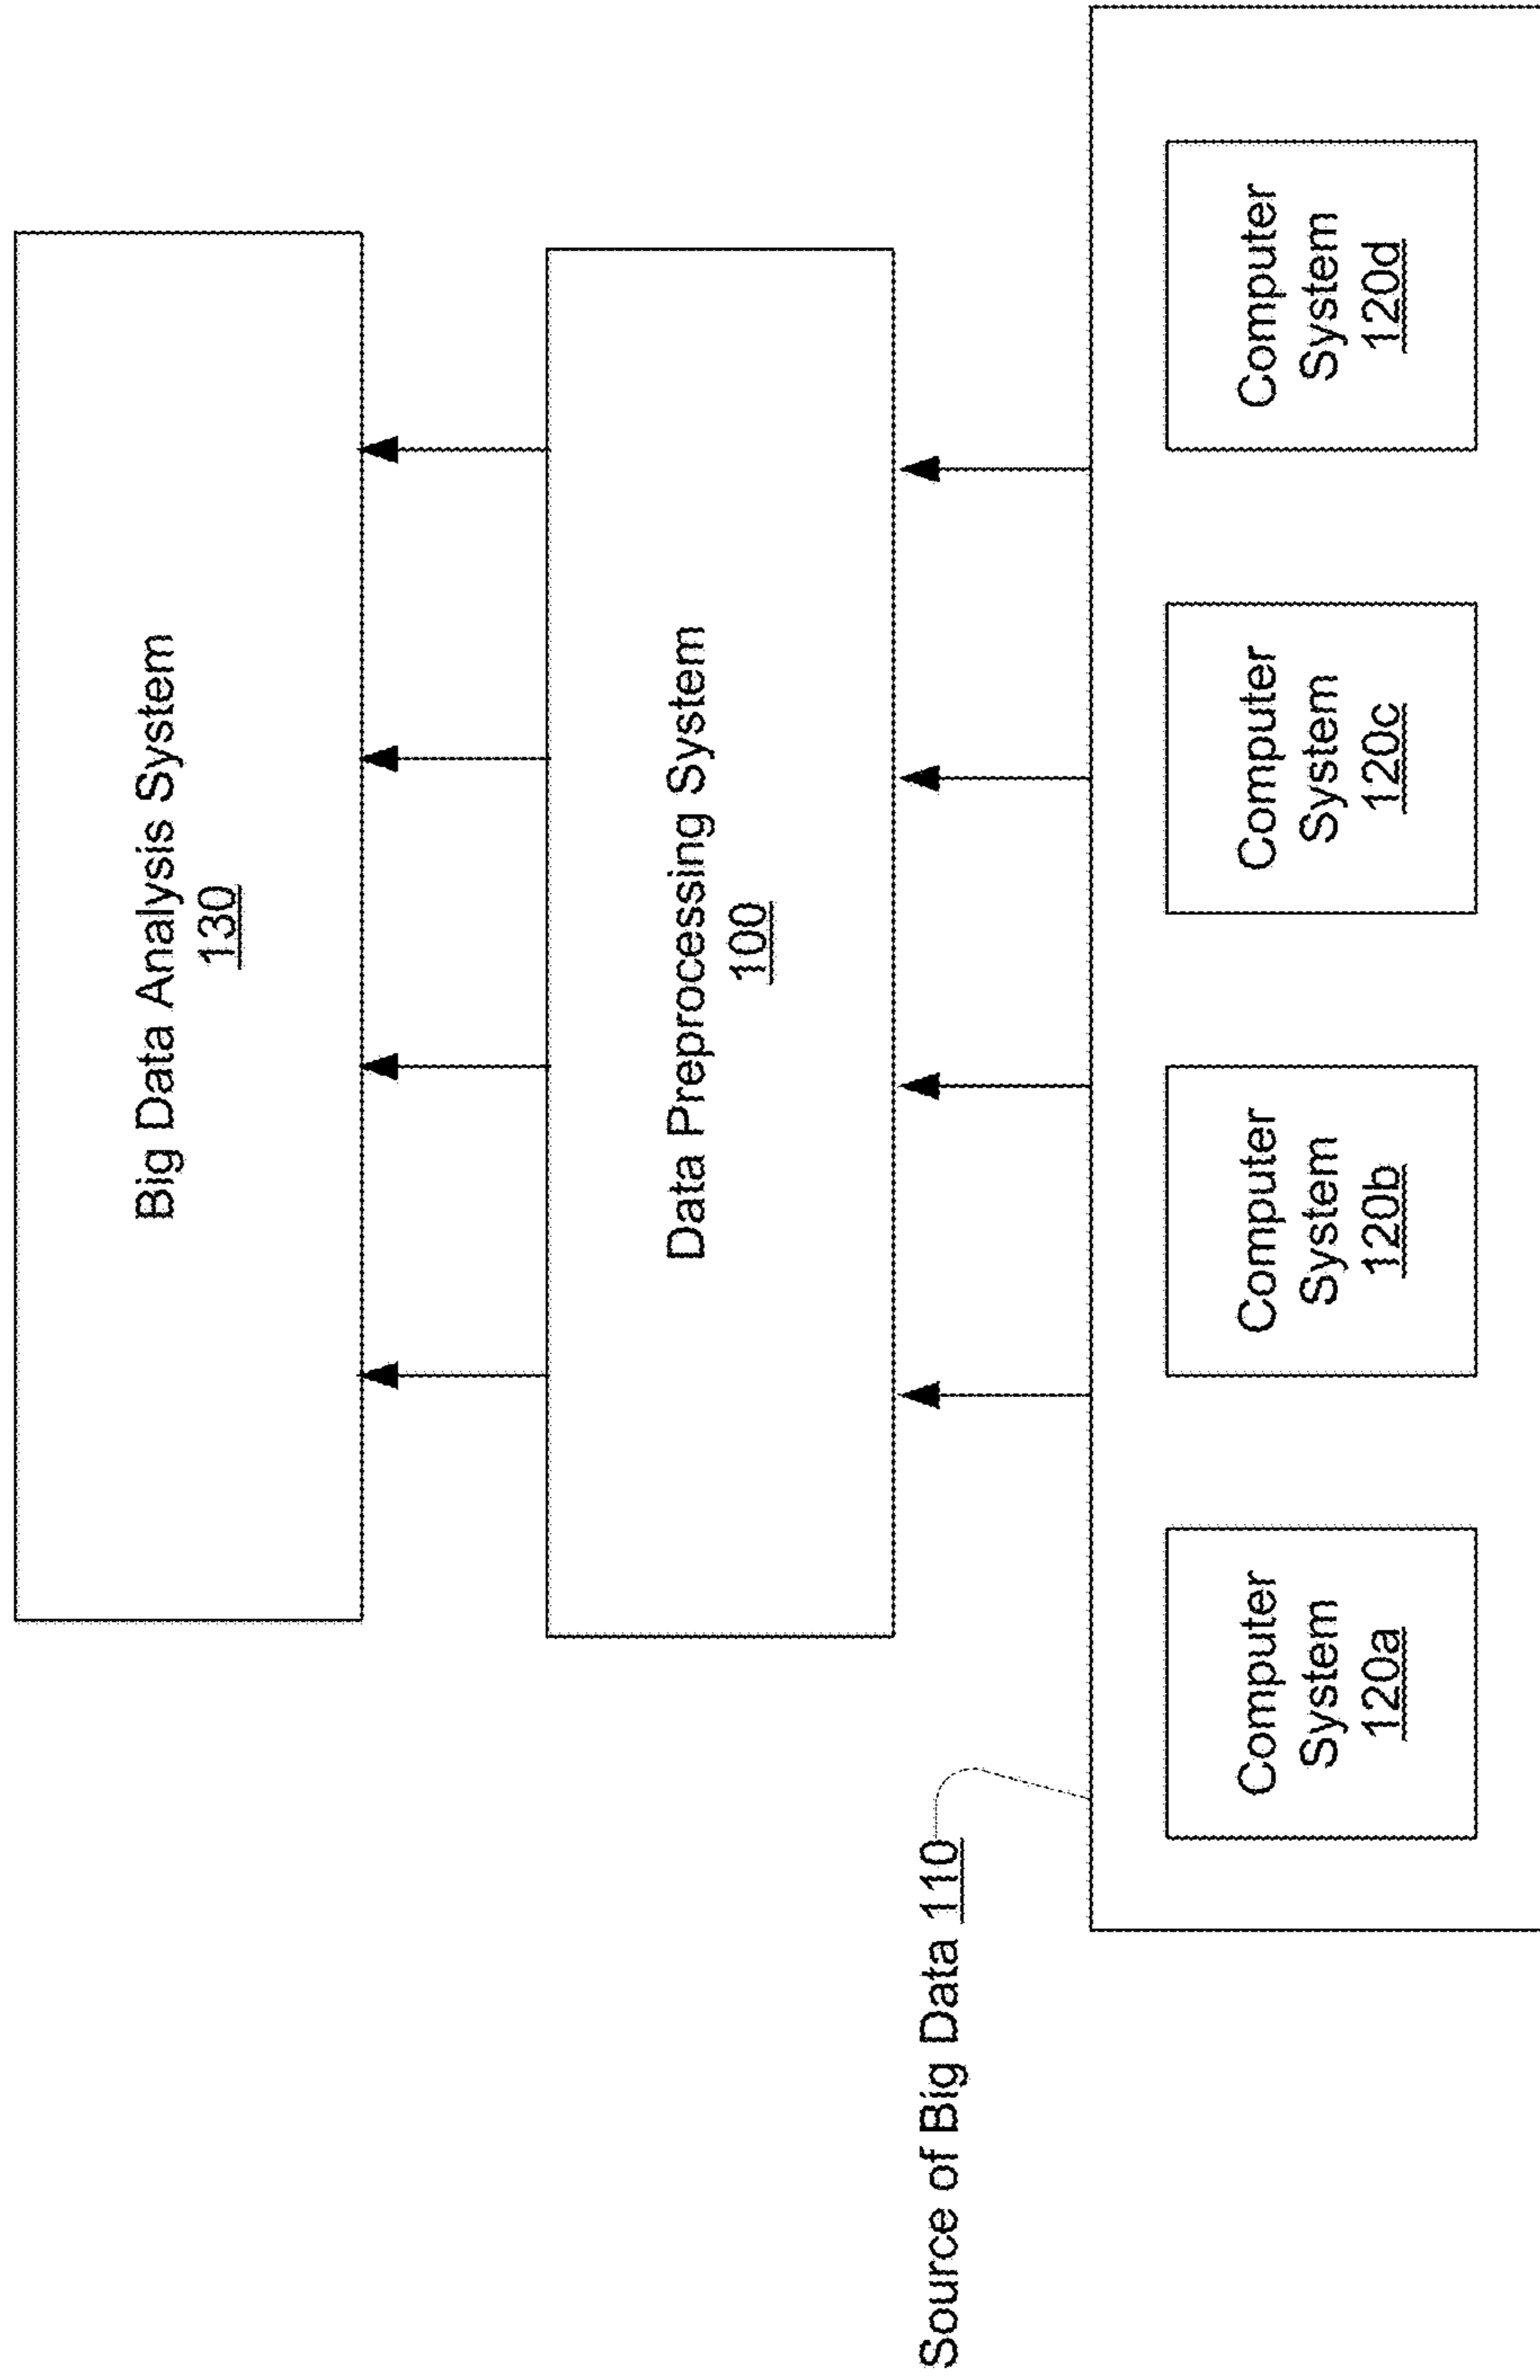 Big Data Analysis System
130
Data Preprocessing System
100
Source of Big Data 110
Computer
System
120a
Computer
System
120b
Computer
System
120c
Computer
System
120d